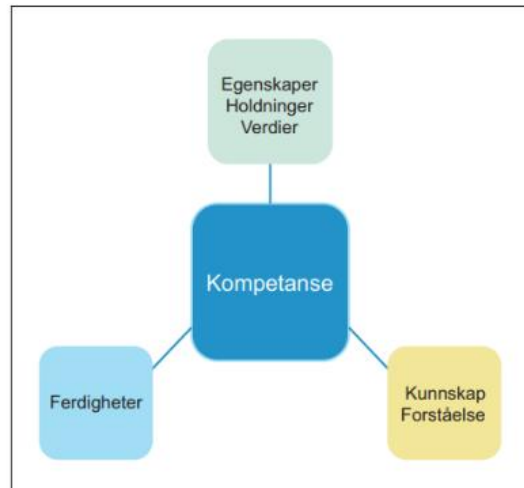 Egenskaper
Holdninger
Verdier
Kompetanse
Ferdigheter
Kunnskap
Forståelse